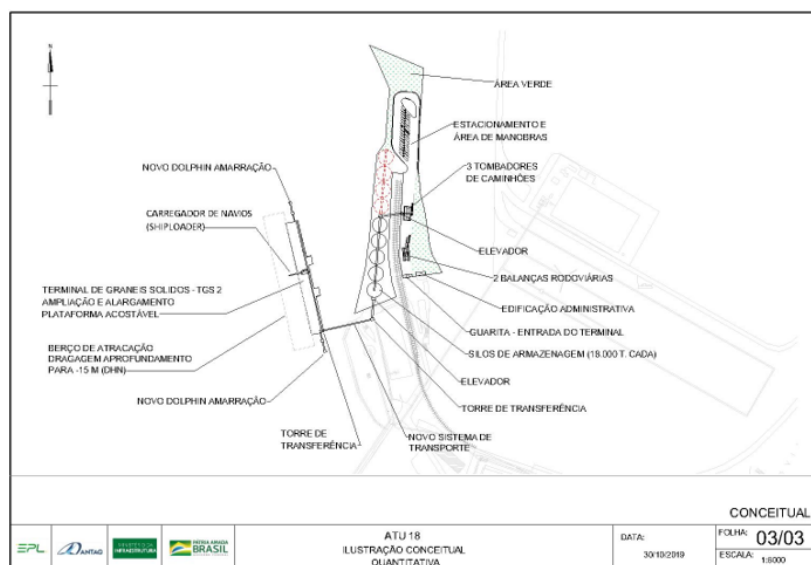 N
ÁREA VERDE
ESTACIONAMENTO E
ÁREA DE MANOBRAS
NOVO DOLPHIN AMARRAÇÃO
3 TOMBADORES
DE CAMINHÕES
CARREGADOR DE NAVIOS
(SHIPLOADER)
ELEVADOR
2 BALANÇAS RODOVIÁRIAS
TERMINAL DE GRANEIS SOLIDOS - TGS 2
AMPLIAÇÃO E ALARGAMENTO
PLATAFORMA ACOSTÁVEL
EDIFICAÇÃO ADMINISTRATIVA
GUARITA - ENTRADA DO TERMINAL
BERÇO DE ATRACAÇÃO
DRAGAGEM APROFUNDAMENTO
PARA -15 M (DHN)
SILOS DE ARMAZENAGEM (18.000 T. CADA)
ELEVADOR
NOVO DOLPHIN AMARRAÇÃO
TORRE DE TRANSFERÊNCIA
TORRE DE
TRANSFERÊNCIA
NOVO SISTEMA DE
TRANSPORTE
CONCEITUAL
EPL
ANTAQ
INFRAESTRUTURA
PÁTRIA AMADA
BRASIL
ATU 18
ILUSTRAÇÃO CONCEITUAL
QUANTITATIVA
DATA:
30/10/2019
FOLHA: 03/03
ESCALA: 1:6000